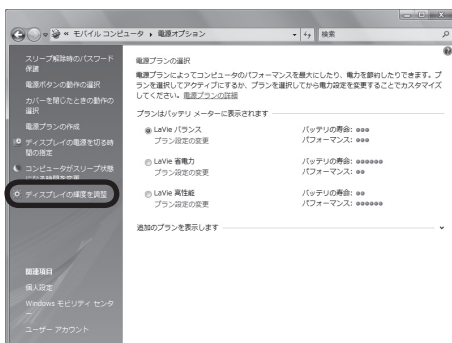 « モバイル コンピュータ ▸ 電源オプション
検索
スリープ解除時のパスワード
保護
電源ボタンの動作の選択
カバーを閉じたときの動作の
選択
電源プランの作成
ディスプレイの電源を切る時
間の指定
コンピュータがスリープ状態
になる時間を変更
ディスプレイの輝度を調整
関連項目
個人設定
Windows モビリティ センタ
ー
ユーザー アカウント
電源プランの選択
電源プランによってコンピュータのパフォーマンスを最大にしたり、電力を節約したりできます。プ
ランを選択してアクティブにするか、プランを選択してから電力設定を変更することでカスタマイズ
してください。電源プランの詳細
プランはバッテリ メーターに表示されます
LaVie バランス バッテリの寿命:
プラン設定の変更 パフォーマンス:
LaVie 省電力 バッテリの寿命:
プラン設定の変更 パフォーマンス:
LaVie 高性能 バッテリの寿命:
プラン設定の変更 パフォーマンス:
追加のプランを表示します